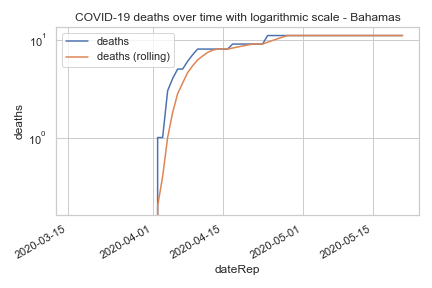 COVID-19 deaths over time with logarithmic scale - Bahamas
10¹
deaths
deaths (rolling)
deaths
10⁰
2020-03-15
2020-04-01
2020-04-15
2020-05-01
2020-05-15
dateRep